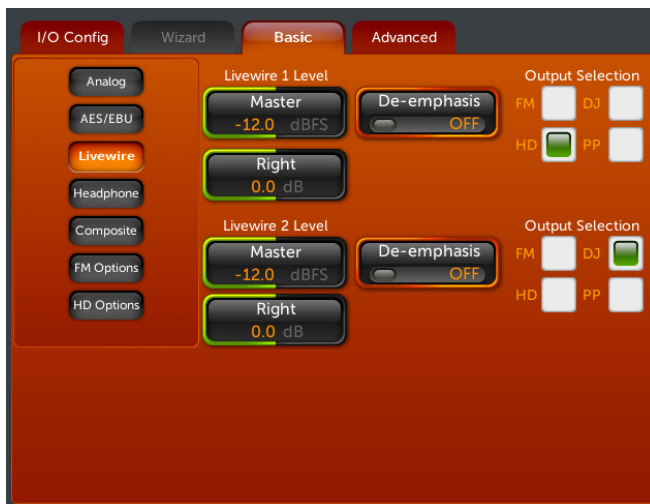 I/O Config Wizard Basic Advanced
Analog
AES/EBU
Livewire
Headphone
Composite
FM Options
HD Options
Livewire 1 Level
Master
-12.0 dBFS
De-emphasis
OFF
Right
0.0 dB
Output Selection
FM DJ
HD PP
Livewire 2 Level
Master
-12.0 dBFS
De-emphasis
OFF
Right
0.0 dB
Output Selection
FM DJ
HD PP